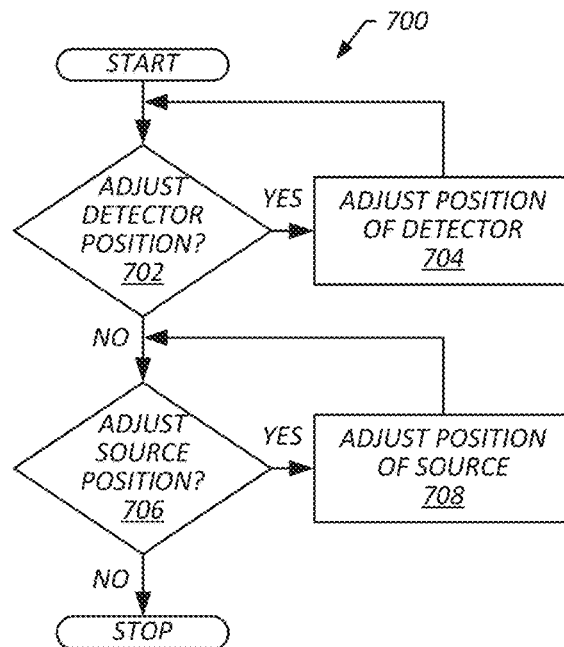 700
START
ADJUST
DETECTOR
POSITION?
702
YES
ADJUST POSITION
OF DETECTOR
704
NO
ADJUST
SOURCE
POSITION?
706
YES
ADJUST POSITION
OF SOURCE
708
NO
STOP